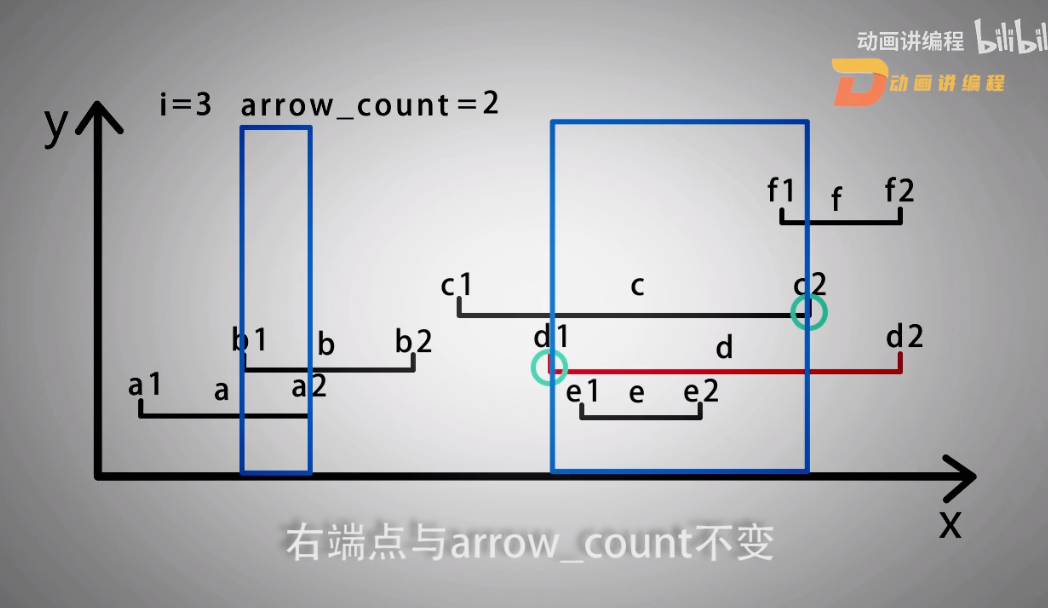 动画讲编程 bilibil
动画讲编程
i=3 arrow_count=2
y
f1 f f2
c1 c c2
b1 b b2 d1 d d2
a1 a a2 e1 e e2
x
右端点与arrow_count不变